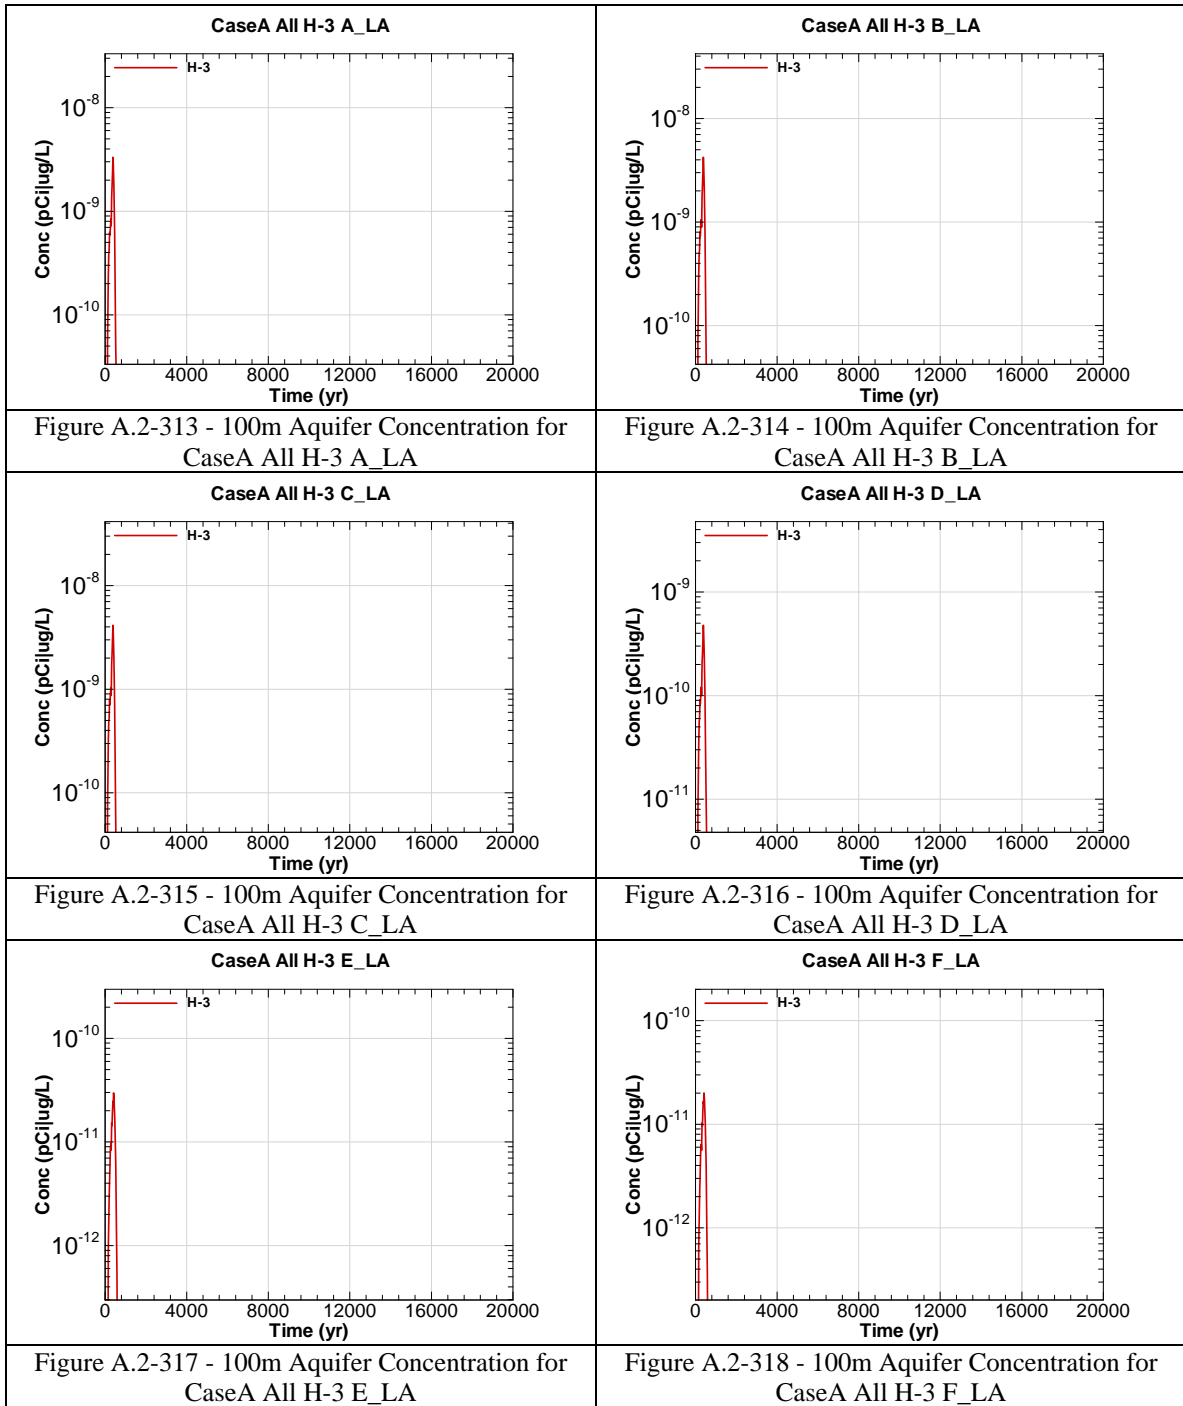 CaseA All H-3 A_LA
H-3
10^-8
10^-9
10^-10
Conc (pCi|ug/L)
0 4000 8000 12000 16000 20000
Time (yr)
Figure A.2-313 - 100m Aquifer Concentration for
CaseA All H-3 A_LA
CaseA All H-3 B_LA
H-3
10^-8
10^-9
10^-10
Conc (pCi|ug/L)
0 4000 8000 12000 16000 20000
Time (yr)
Figure A.2-314 - 100m Aquifer Concentration for
CaseA All H-3 B_LA
CaseA All H-3 C_LA
H-3
10^-8
10^-9
10^-10
Conc (pCi|ug/L)
0 4000 8000 12000 16000 20000
Time (yr)
Figure A.2-315 - 100m Aquifer Concentration for
CaseA All H-3 C_LA
CaseA All H-3 D_LA
H-3
10^-9
10^-10
10^-11
Conc (pCi|ug/L)
0 4000 8000 12000 16000 20000
Time (yr)
Figure A.2-316 - 100m Aquifer Concentration for
CaseA All H-3 D_LA
CaseA All H-3 E_LA
H-3
10^-10
10^-11
10^-12
Conc (pCi|ug/L)
0 4000 8000 12000 16000 20000
Time (yr)
Figure A.2-317 - 100m Aquifer Concentration for
CaseA All H-3 E_LA
CaseA All H-3 F_LA
H-3
10^-10
10^-11
10^-12
Conc (pCi|ug/L)
0 4000 8000 12000 16000 20000
Time (yr)
Figure A.2-318 - 100m Aquifer Concentration for
CaseA All H-3 F_LA